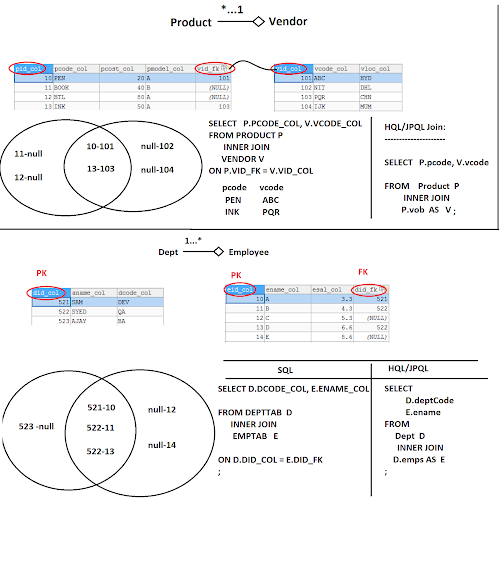 *...1
Product Vendor
pid_col pcode_col pcost_col pmodel_col vid_fk
10 PEN 20 A 101
11 BOOK 40 B (NULL)
12 BTL 80 A (NULL)
13 INK 50 A 103
vid_col vcode_col vloc_col
101 ABC HYD
102 NIT DHL
103 PQR CHN
104 IJK MUM
11-null
12-null
10-101
13-103
null-102
null-104
SELECT P.PCODE_COL, V.VCODE_COL
FROM PRODUCT P
INNER JOIN
VENDOR V
ON P.VID_FK = V.VID_COL
pcode vcode
PEN ABC
INK PQR
HQL/JPQL Join:
---------------------
SELECT P.pcode, V.vcode
FROM Product P
INNER JOIN
P.vob AS V ;
1...*
Dept Employee
PK
did_col aname_col dcode_col
521 SAM DEV
522 SYED QA
523 AJAY BA
PK FK
eid_col ename_col esal_col did_fk
10 A 3.3 521
11 B 4.3 522
12 C 5.3 (NULL)
13 D 6.6 522
14 E 8.6 (NULL)
523 -null
521-10
522-11
522-13
null-12
null-14
SQL
SELECT D.DCODE_COL, E.ENAME_COL
FROM DEPTTAB D
INNER JOIN
EMPTAB E
ON D.DID_COL = E.DID_FK
;
HQL/JPQL
SELECT
D.deptCode
E.ename
FROM
Dept D
INNER JOIN
D.emps AS E
;